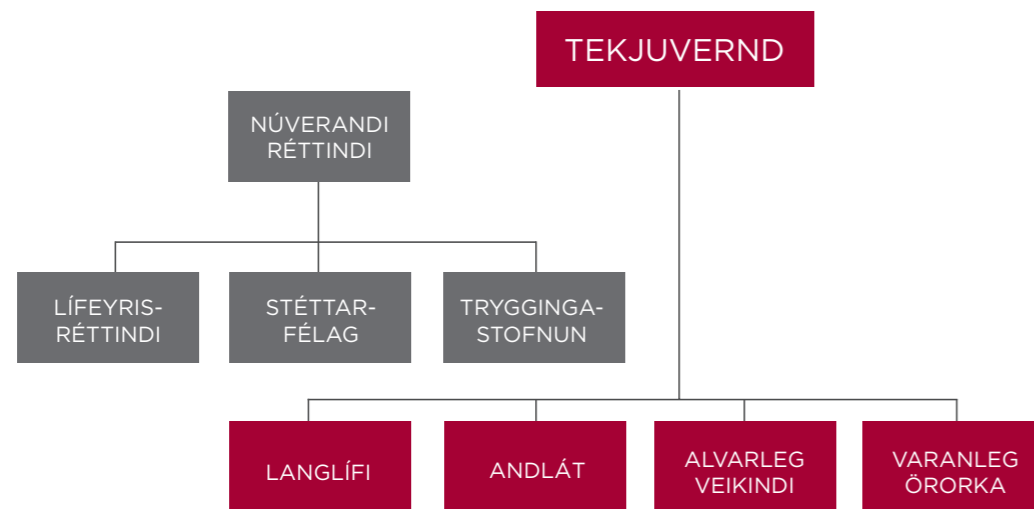 TEKJUVERND
NÚVERANDI
RÉTTINDI
LÍFEYRIS-
RÉTTINDI
STÉTTAR-
FÉLAG
TRYGGINGA-
STOFNUN
LANGLÍFI
ANDLÁT
ALVARLEG
VEIKINDI
VARANLEG
ÖRORKA